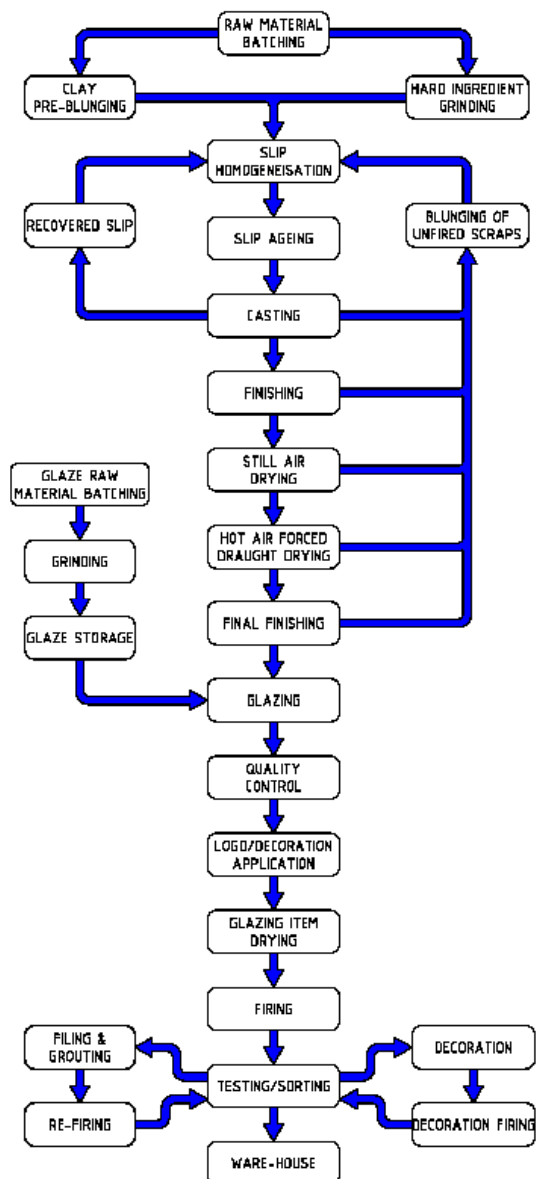 RAW MATERIAL
BATCHING
CLAY
PRE-BLUNGING
HARD INGREDIENT
GRINDING
SLIP
HOMOGENEISATION
RECOVERED SLIP
BLUNGING OF
UNFIRED SCRAPS
SLIP AGEING
CASTING
FINISHING
STILL AIR
DRYING
GLAZE RAW
MATERIAL BATCHING
HOT AIR FORCED
DRAUGHT DRYING
GRINDING
FINAL FINISHING
GLAZE STORAGE
GLAZING
QUALITY
CONTROL
LOGO/DECORATION
APPLICATION
GLAZING ITEM
DRYING
FIRING
FILING &
GROUTING
DECORATION
TESTING/SORTING
RE-FIRING
DECORATION FIRING
WARE-HOUSE